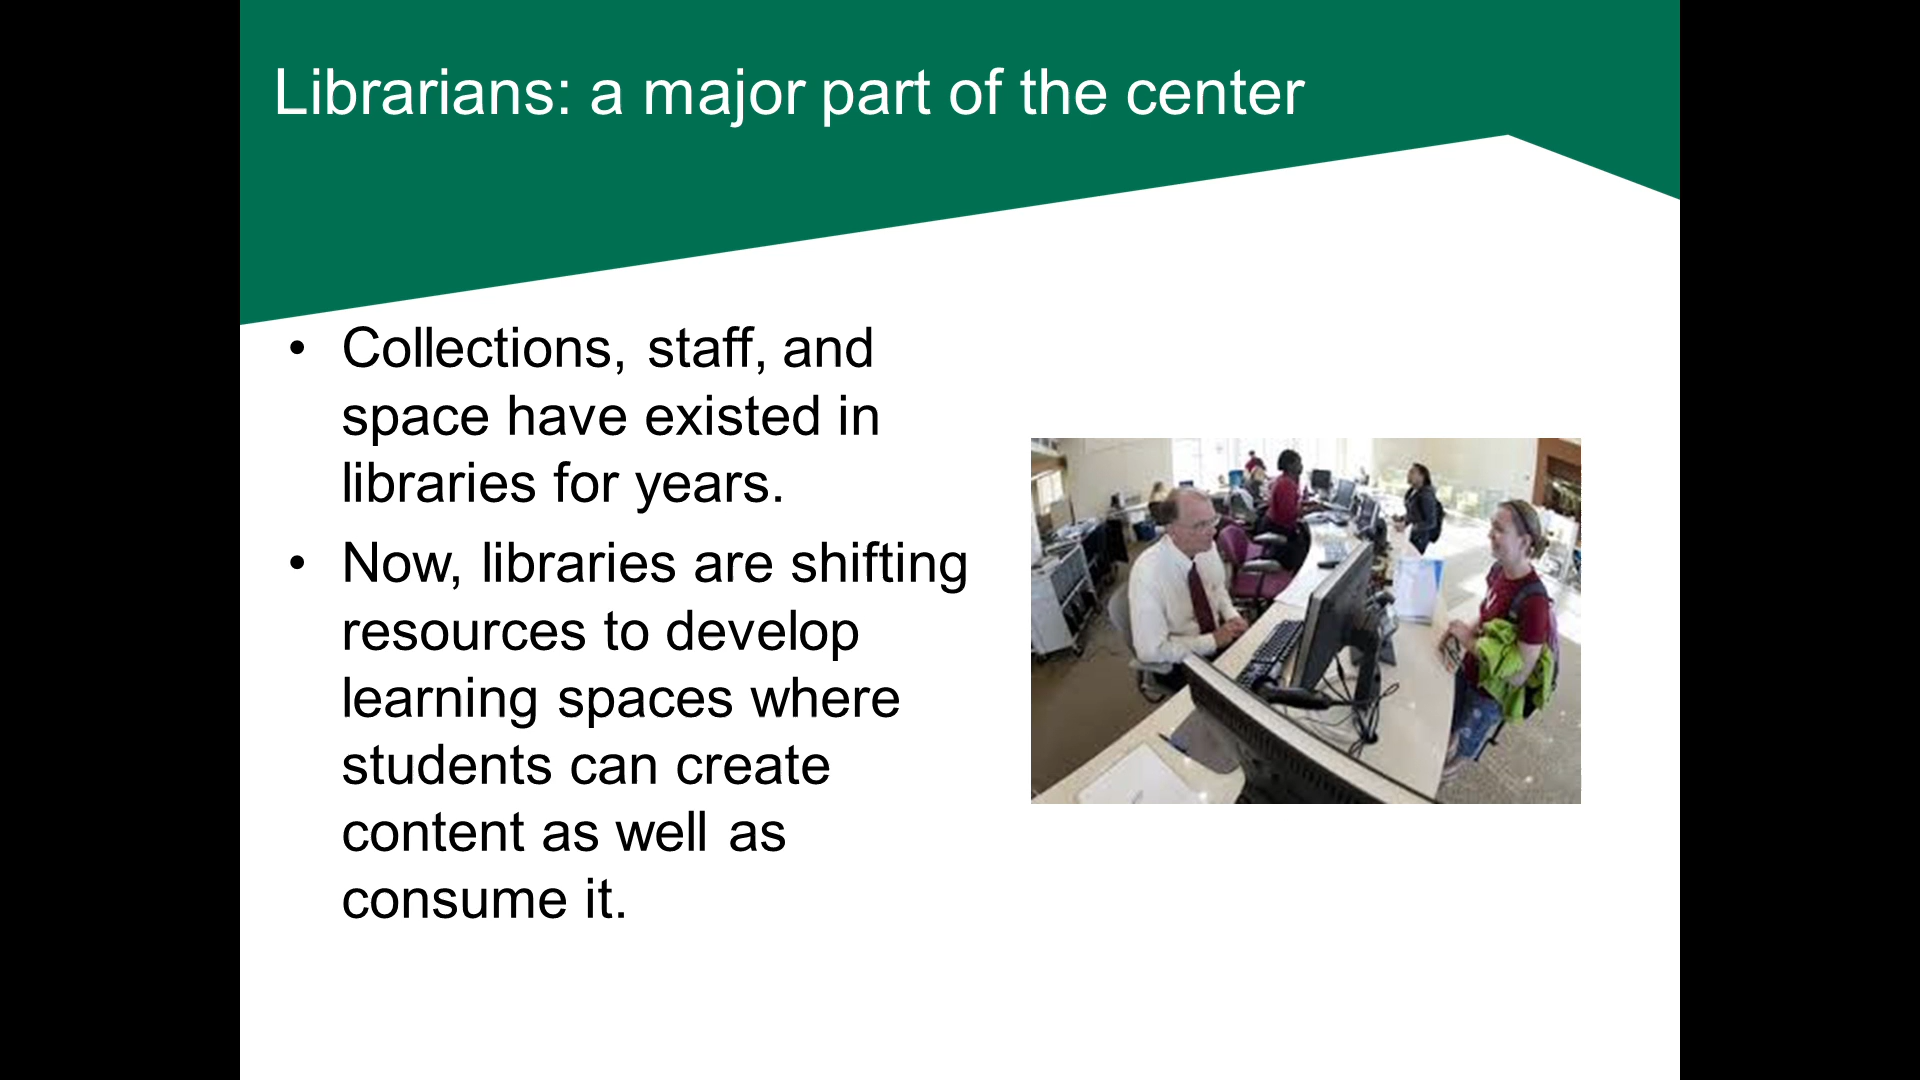 Librarians: a major part of the center
• Collections, staff, and
space have existed in
libraries for years.
• Now, libraries are shifting
resources to develop
learning spaces where
students can create
content as well as
consume it.